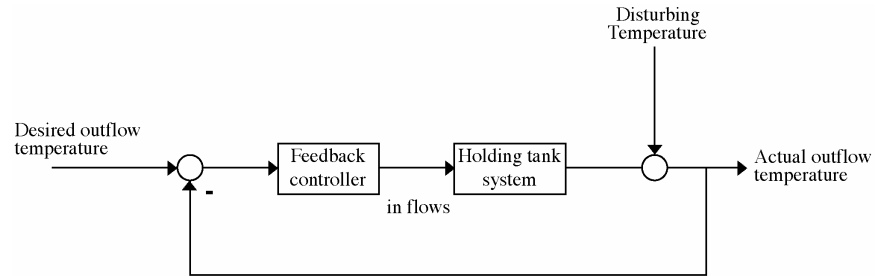 Disturbing
Temperature
Desired outflow
temperature
Feedback
controller
Holding tank
system
Actual outflow
temperature
-
in flows